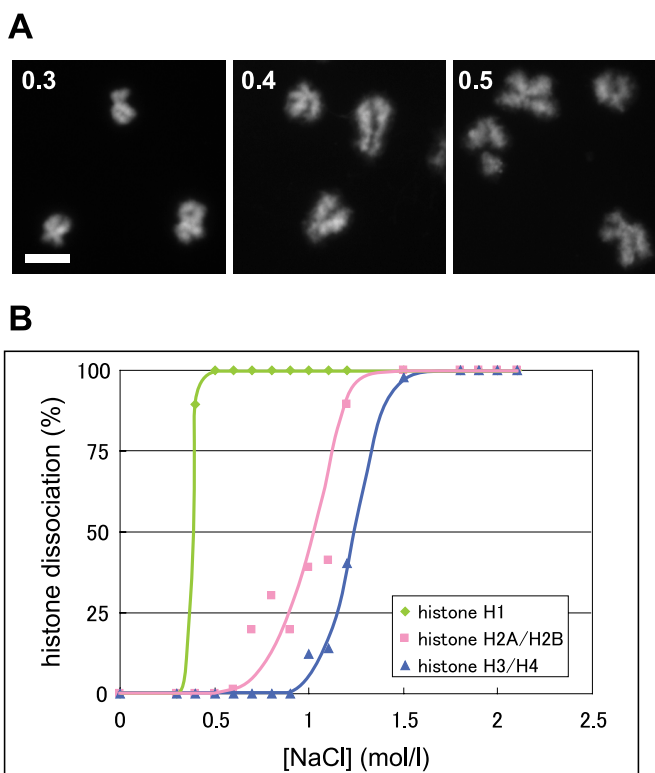 A
0.3
0.4
0.5
B
histone dissociation (%)
100
75
50
25
0
histone H1
histone H2A/H2B
histone H3/H4
0
0.5
1
1.5
2
2.5
[NaCl] (mol/l)